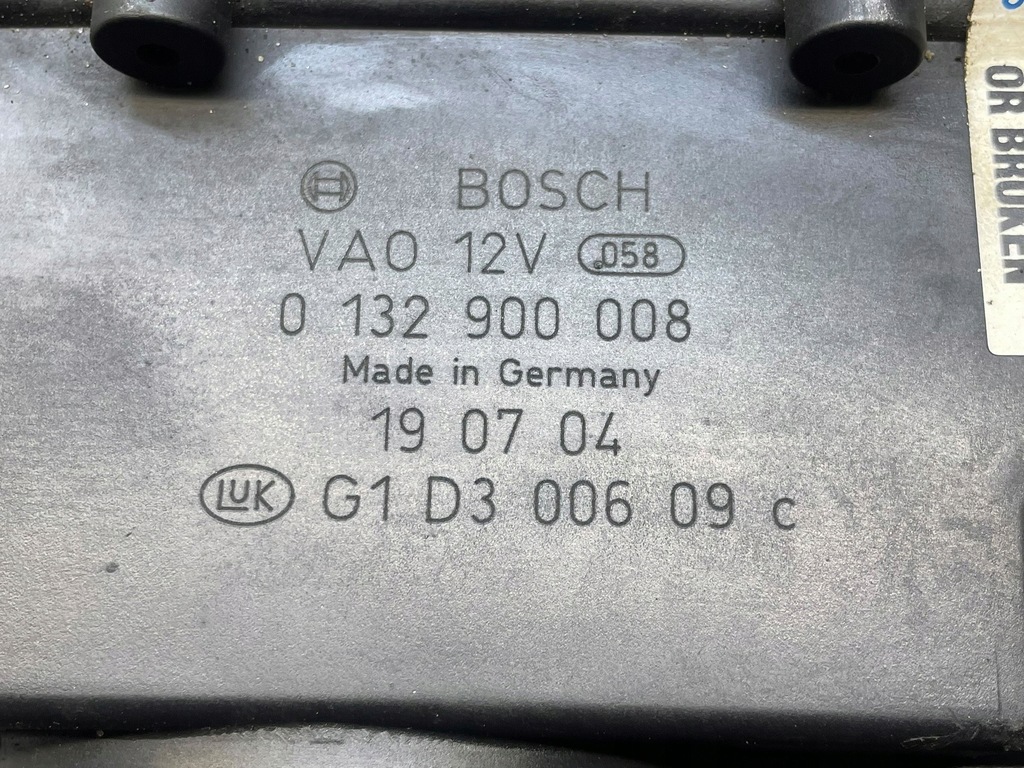 BOSCH
VAO 12V .058
0 132 900 008
Made in Germany
19 07 04
LUK G1 D3 006 09 c
OR BROKEN